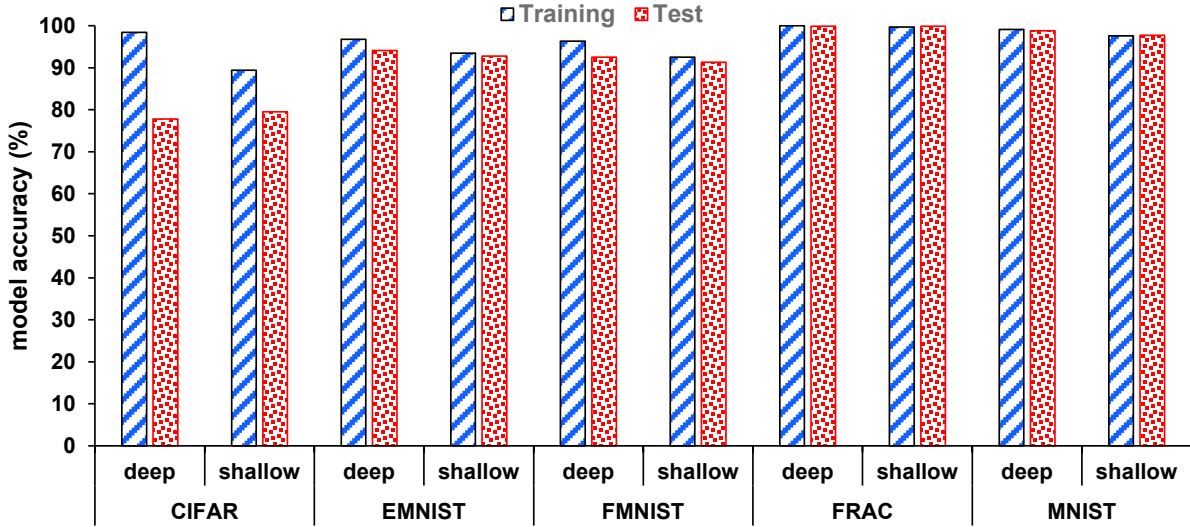 Training Test
model accuracy (%)
100
90
80
70
60
50
40
30
20
10
0
deep shallow deep shallow deep shallow deep shallow deep shallow
CIFAR EMNIST FMNIST FRAC MNIST